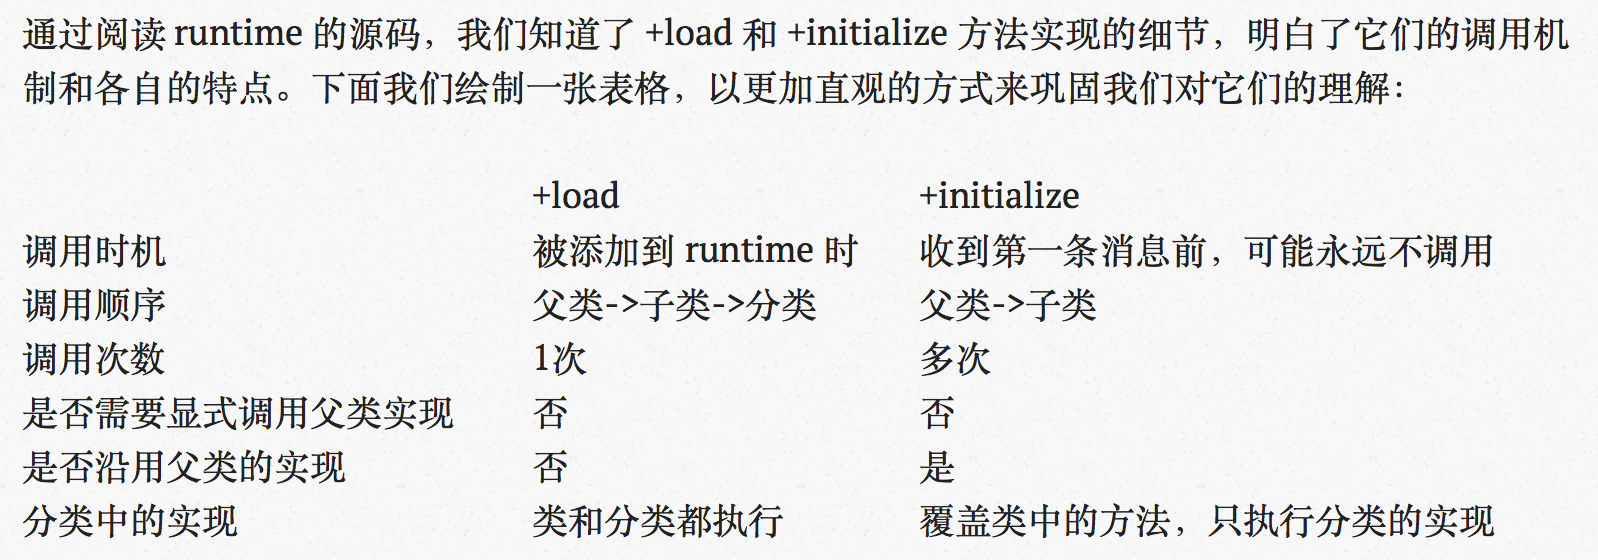 通过阅读 runtime 的源码，我们知道了 +load 和 +initialize 方法实现的细节，明白了它们的调用机
制和各自的特点。下面我们绘制一张表格，以更加直观的方式来巩固我们对它们的理解：
+load +initialize
调用时机 被添加到 runtime 时 收到第一条消息前，可能永远不调用
调用顺序 父类->子类->分类 父类->子类
调用次数 1次 多次
是否需要显式调用父类实现 否 否
是否沿用父类的实现 否 是
分类中的实现 类和分类都执行 覆盖类中的方法，只执行分类的实现